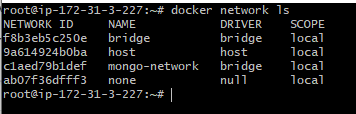 root@ip-172-31-3-227:~# docker network ls
NETWORK ID NAME DRIVER SCOPE
f8b3eb5c250e bridge bridge local
9a614924b0ba host host local
c1aed79b1def mongo-network bridge local
ab07f36dfff3 none null local
root@ip-172-31-3-227:~#